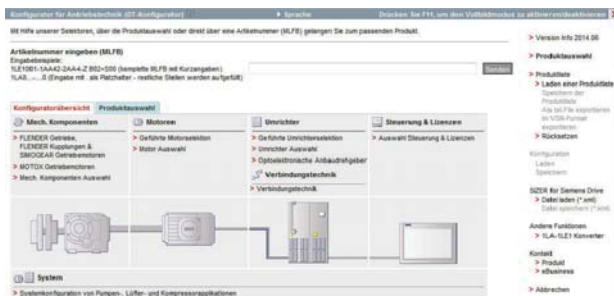 Konfigurator für Antriebstechnik (DT-Konfigurator)
Sprache
Drücken Sie F11, um den Vollbildmodus zu aktivieren/deaktivieren
Mit Hilfe unserer Selektoren, über die Produktauswahl oder direkt über eine Artikelnummer (MLFB) gelangen Sie zum passenden Produkt.
Artikelnummer eingeben (MLFB)
Eingabebeispiele:
1LE1001-1AA42-2AA4-Z B02+S00 (komplette MLFB mit Kurzangaben)
(Eingabe mit . als Platzhalter - restliche Stellen werden aufgefüllt)
Senden
Konfiguratorübersicht
Produktauswahl
Mech. Komponenten
FLENDER Getriebe,
FLENDER Kupplungen &
SIMOGEAR Getriebemotoren
MOTOX Getriebemotoren
Mech. Komponenten Auswahl
Motoren
Geführte Motorselektion
Motor Auswahl
Umrichter
Geführte Umrichterselektion
Umrichter Auswahl
Optoelektronische Anbaudrehgeber
Verbindungstechnik
Verbindungstechnik
Steuerung & Lizenzen
Auswahl Steuerung & Lizenzen
System
Systemkonfiguration von Pumpen-, Lüfter- und Kompressorapplikationen
Version Info 2014.06
Produktauswahl
Produktliste
Laden einer Produktliste
Speichern der
Produktliste
Als txt-File exportieren
Im VSR-Format
exportieren
Rücksetzen
Konfiguration
Laden
Speichern
SIZER for Siemens Drive
Datei laden (*.xml)
Datei speichern (*.xml)
Andere Funktionen
1LA-1LE1 Konverter
Kontakt
Produkt
eBusiness
Abbrechen